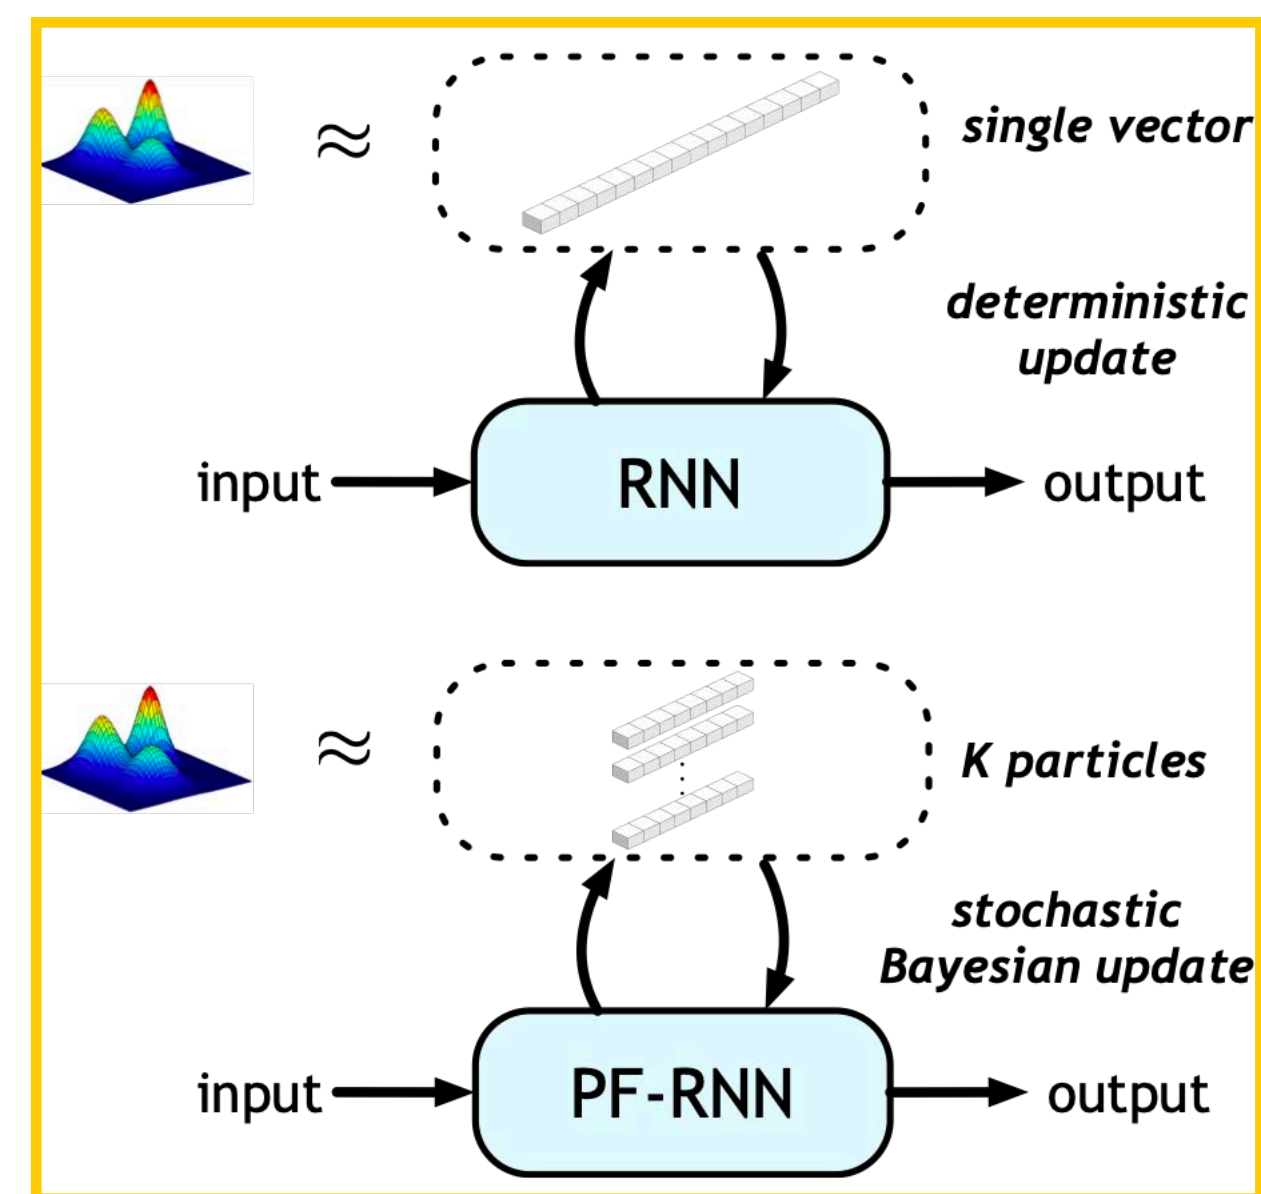 ≈
single vector
deterministic
update
input
RNN
output
≈
K particles
stochastic
Bayesian update
input
PF-RNN
output